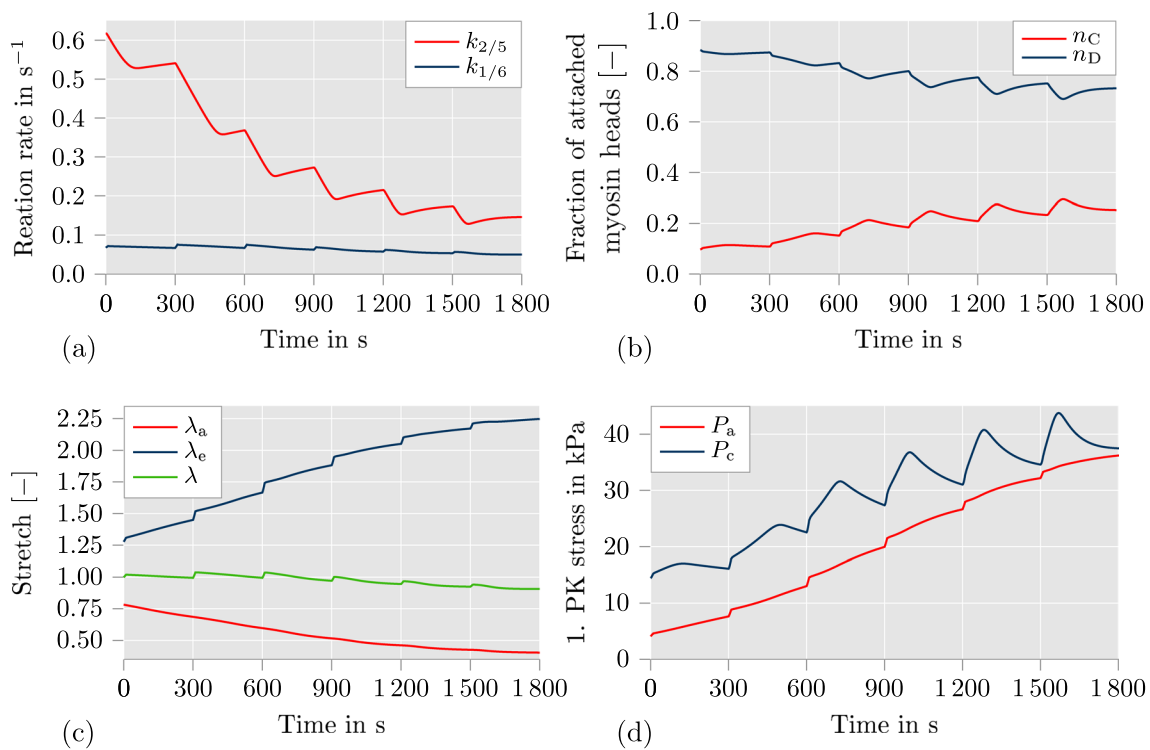 0.6
0.5
0.4
0.3
0.2
0.1
0.0
Reation rate in s⁻¹
k₂/₅
k₁/₆
0 300 600 900 1 200 1 500 1 800
Time in s
(a)
1.0
0.8
0.6
0.4
0.2
0.0
Fraction of attached
myosin heads [−]
n_C
n_D
0 300 600 900 1 200 1 500 1 800
Time in s
(b)
2.25
2.00
1.75
1.50
1.25
1.00
0.75
0.50
Stretch [−]
λ_a
λ_e
λ
0 300 600 900 1 200 1 500 1 800
Time in s
(c)
40
30
20
10
0
1. PK stress in kPa
P_a
P_c
0 300 600 900 1 200 1 500 1 800
Time in s
(d)